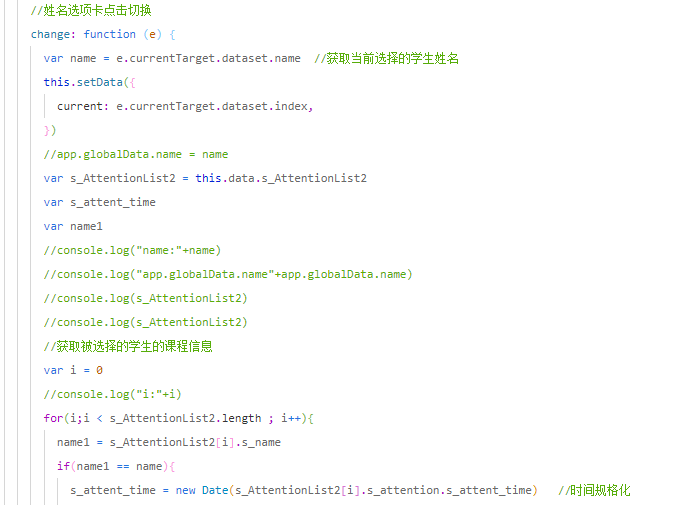 //姓名选项卡点击切换
change: function (e) {
var name = e.currentTarget.dataset.name //获取当前选择的学生姓名
this.setData({
current: e.currentTarget.dataset.index,
})
//app.globalData.name = name
var s_AttentionList2 = this.data.s_AttentionList2
var s_attent_time
var name1
//console.log("name:"+name)
//console.log("app.globalData.name"+app.globalData.name)
//console.log(s_AttentionList2)
//console.log(s_AttentionList2)
//获取被选择的学生的课程信息
var i = 0
//console.log("i:"+i)
for(i;i < s_AttentionList2.length ; i++){
name1 = s_AttentionList2[i].s_name
if(name1 == name){
s_attent_time = new Date(s_AttentionList2[i].s_attention.s_attent_time) //时间规格化